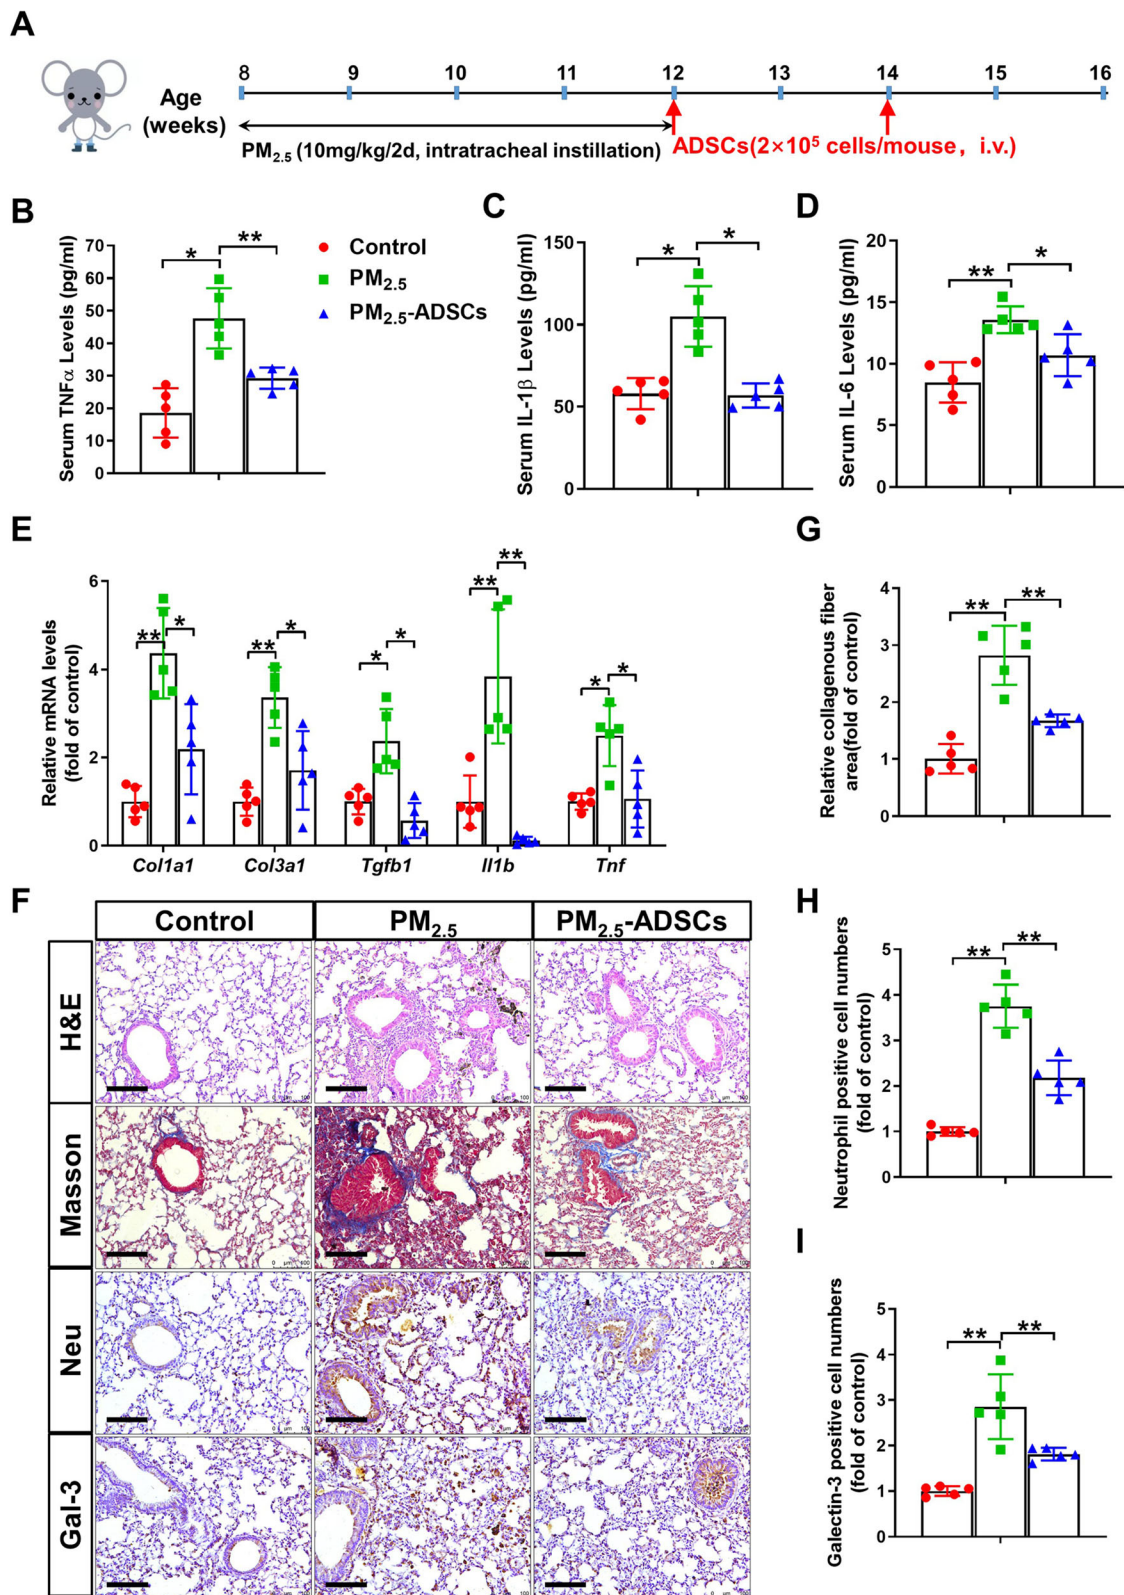 A
8 9 10 11 12 13 14 15 16
Age
(weeks)
PM2.5 (10mg/kg/2d, intratracheal instillation)
ADSCs(2×10⁵ cells/mouse, i.v.)
B
Serum TNFα Levels (pg/ml)
70
60
50
40
30
20
10
0
* **
Control
PM2.5
PM2.5-ADSCs
C
Serum IL-1β Levels (pg/ml)
150
100
50
0
* *
D
Serum IL-6 Levels (pg/ml)
20
15
10
5
0
** *
E
Relative mRNA levels
(fold of control)
6
4
2
0
** * ** * * * ** ** * *
Col1a1 Col3a1 Tgfb1 Il1b Tnf
G
Relative collagenous fiber
area(fold of control)
4
3
2
1
0
** **
F
Control PM2.5 PM2.5-ADSCs
H&E
Masson
Neu
Gal-3
H
Neutrophil positive cell numbers
(fold of control)
5
4
3
2
1
0
** **
I
Galectin-3 positive cell numbers
(fold of control)
5
4
3
2
1
0
** **